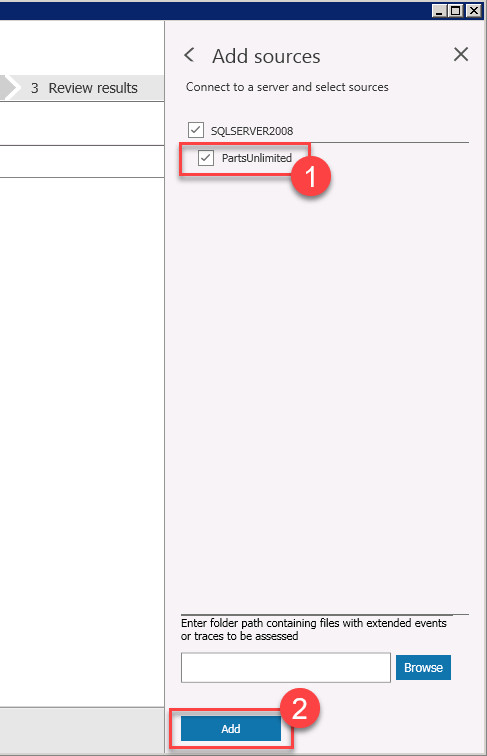 Add sources
Connect to a server and select sources
3 Review results
SQLSERVER2008
PartsUnlimited
1
Enter folder path containing files with extended events
or traces to be assessed
Browse
2
Add